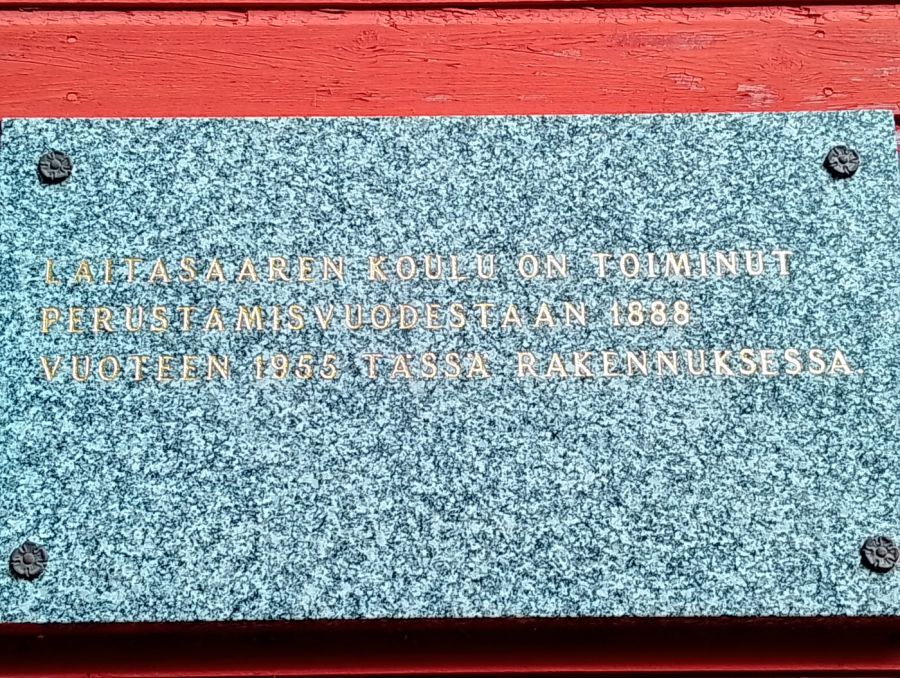 LAITASAAREN KOULU ON TOIMINUT
PERUSTAMISVUODESTAAN 1888
VUOTEEN 1955 TÄSSÄ RAKENNUKSESSA.